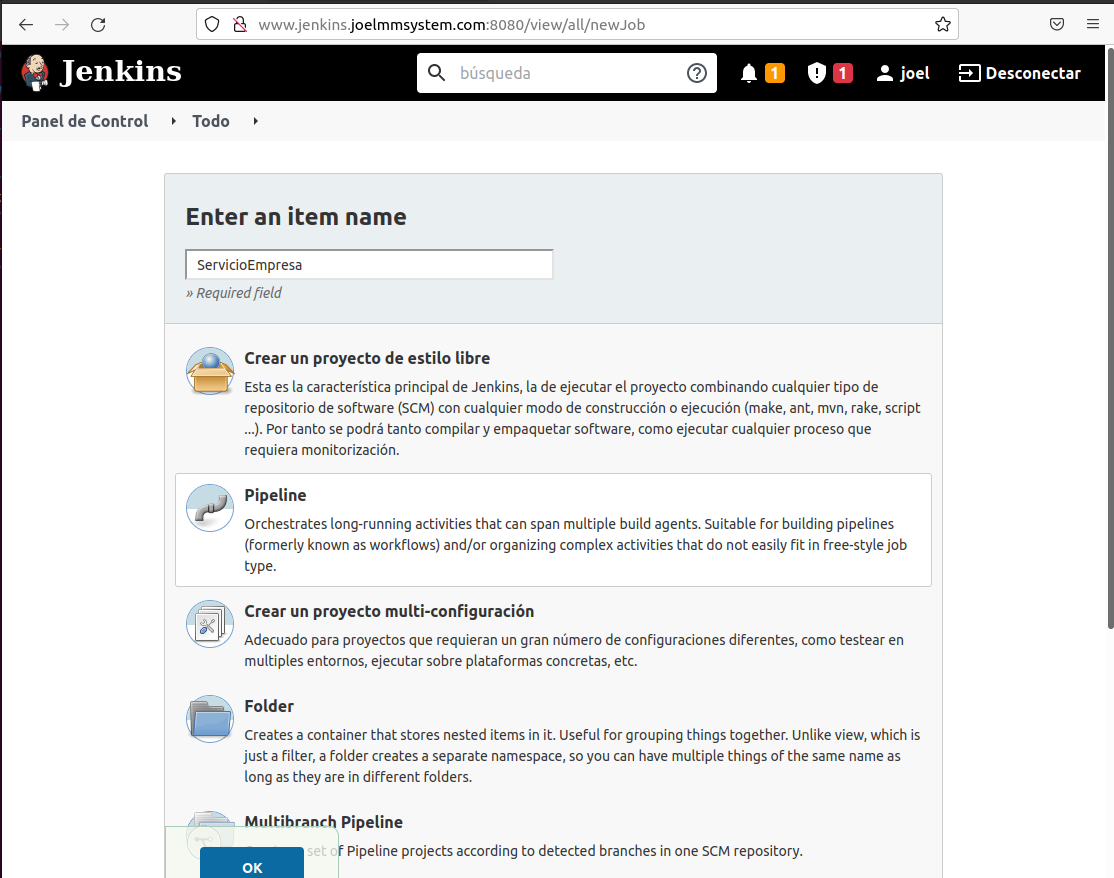 www.jenkins.joelmmsystem.com:8080/view/all/newJob
Jenkins
búsqueda
1
1
joel
Desconectar
Panel de Control
Todo
Enter an item name
ServicioEmpresa
» Required field
Crear un proyecto de estilo libre
Esta es la característica principal de Jenkins, la de ejecutar el proyecto combinando cualquier tipo de
repositorio de software (SCM) con cualquier modo de construcción o ejecución (make, ant, mvn, rake, script
...). Por tanto se podrá tanto compilar y empaquetar software, como ejecutar cualquier proceso que
requiera monitorización.
Pipeline
Orchestrates long-running activities that can span multiple build agents. Suitable for building pipelines
(formerly known as workflows) and/or organizing complex activities that do not easily fit in free-style job
type.
Crear un proyecto multi-configuración
Adecuado para proyectos que requieran un gran número de configuraciones diferentes, como testear en
multiples entornos, ejecutar sobre plataformas concretas, etc.
Folder
Creates a container that stores nested items in it. Useful for grouping things together. Unlike view, which is
just a filter, a folder creates a separate namespace, so you can have multiple things of the same name as
long as they are in different folders.
Multibranch Pipeline
set of Pipeline projects according to detected branches in one SCM repository.
OK